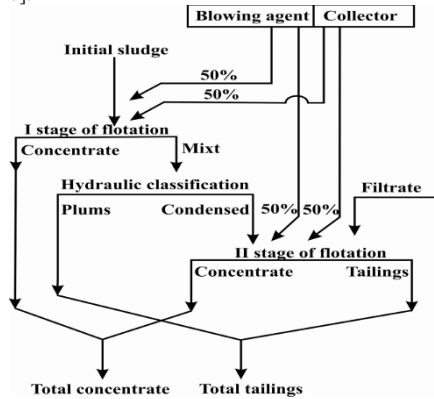 Blowing agent Collector
Initial sludge
50%
50%
I stage of flotation
Concentrate Mixt
Hydraulic classification
Plums Condensed
50% 50%
Filtrate
II stage of flotation
Concentrate Tailings
Total concentrate Total tailings